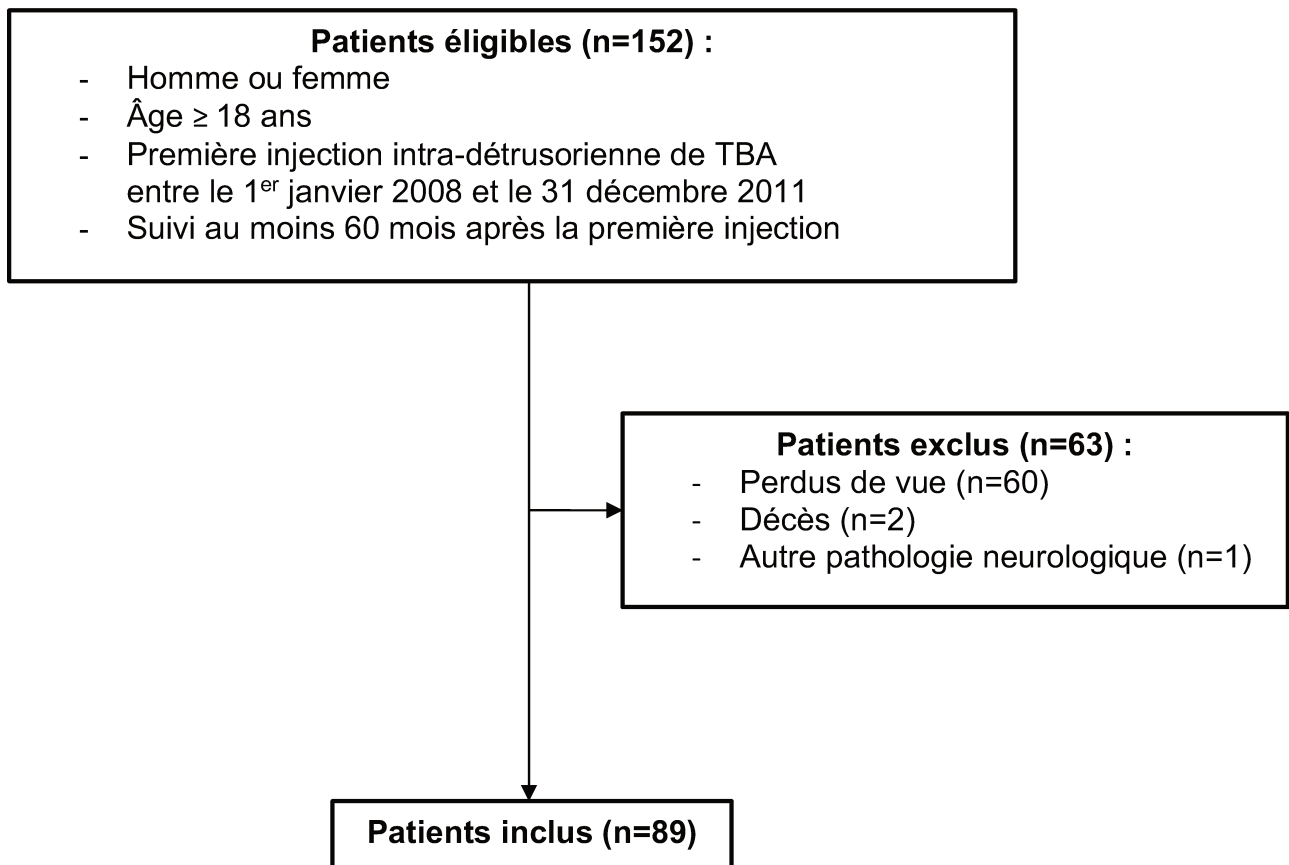 Patients éligibles (n=152) :
- Homme ou femme
- Âge ≥ 18 ans
- Première injection intra-détrusorienne de TBA
entre le 1er janvier 2008 et le 31 décembre 2011
- Suivi au moins 60 mois après la première injection
Patients exclus (n=63) :
- Perdus de vue (n=60)
- Décès (n=2)
- Autre pathologie neurologique (n=1)
Patients inclus (n=89)